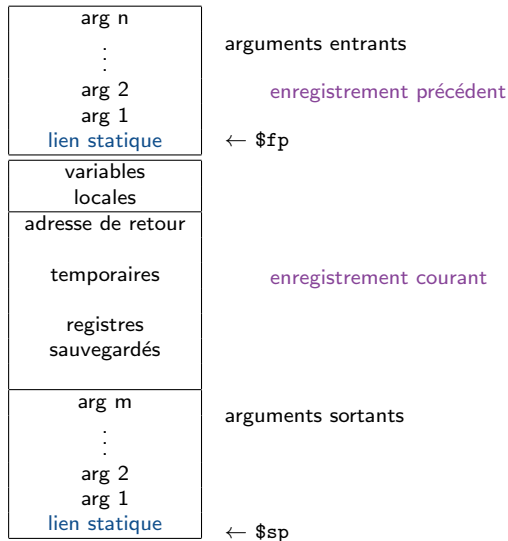 arg n
arguments entrants
.
:
arg 2
enregistrement précédent
arg 1
lien statique
← $fp
variables
locales
adresse de retour
temporaires
enregistrement courant
registres
sauvegardés
arg m
arguments sortants
.
:
arg 2
arg 1
lien statique
← $sp